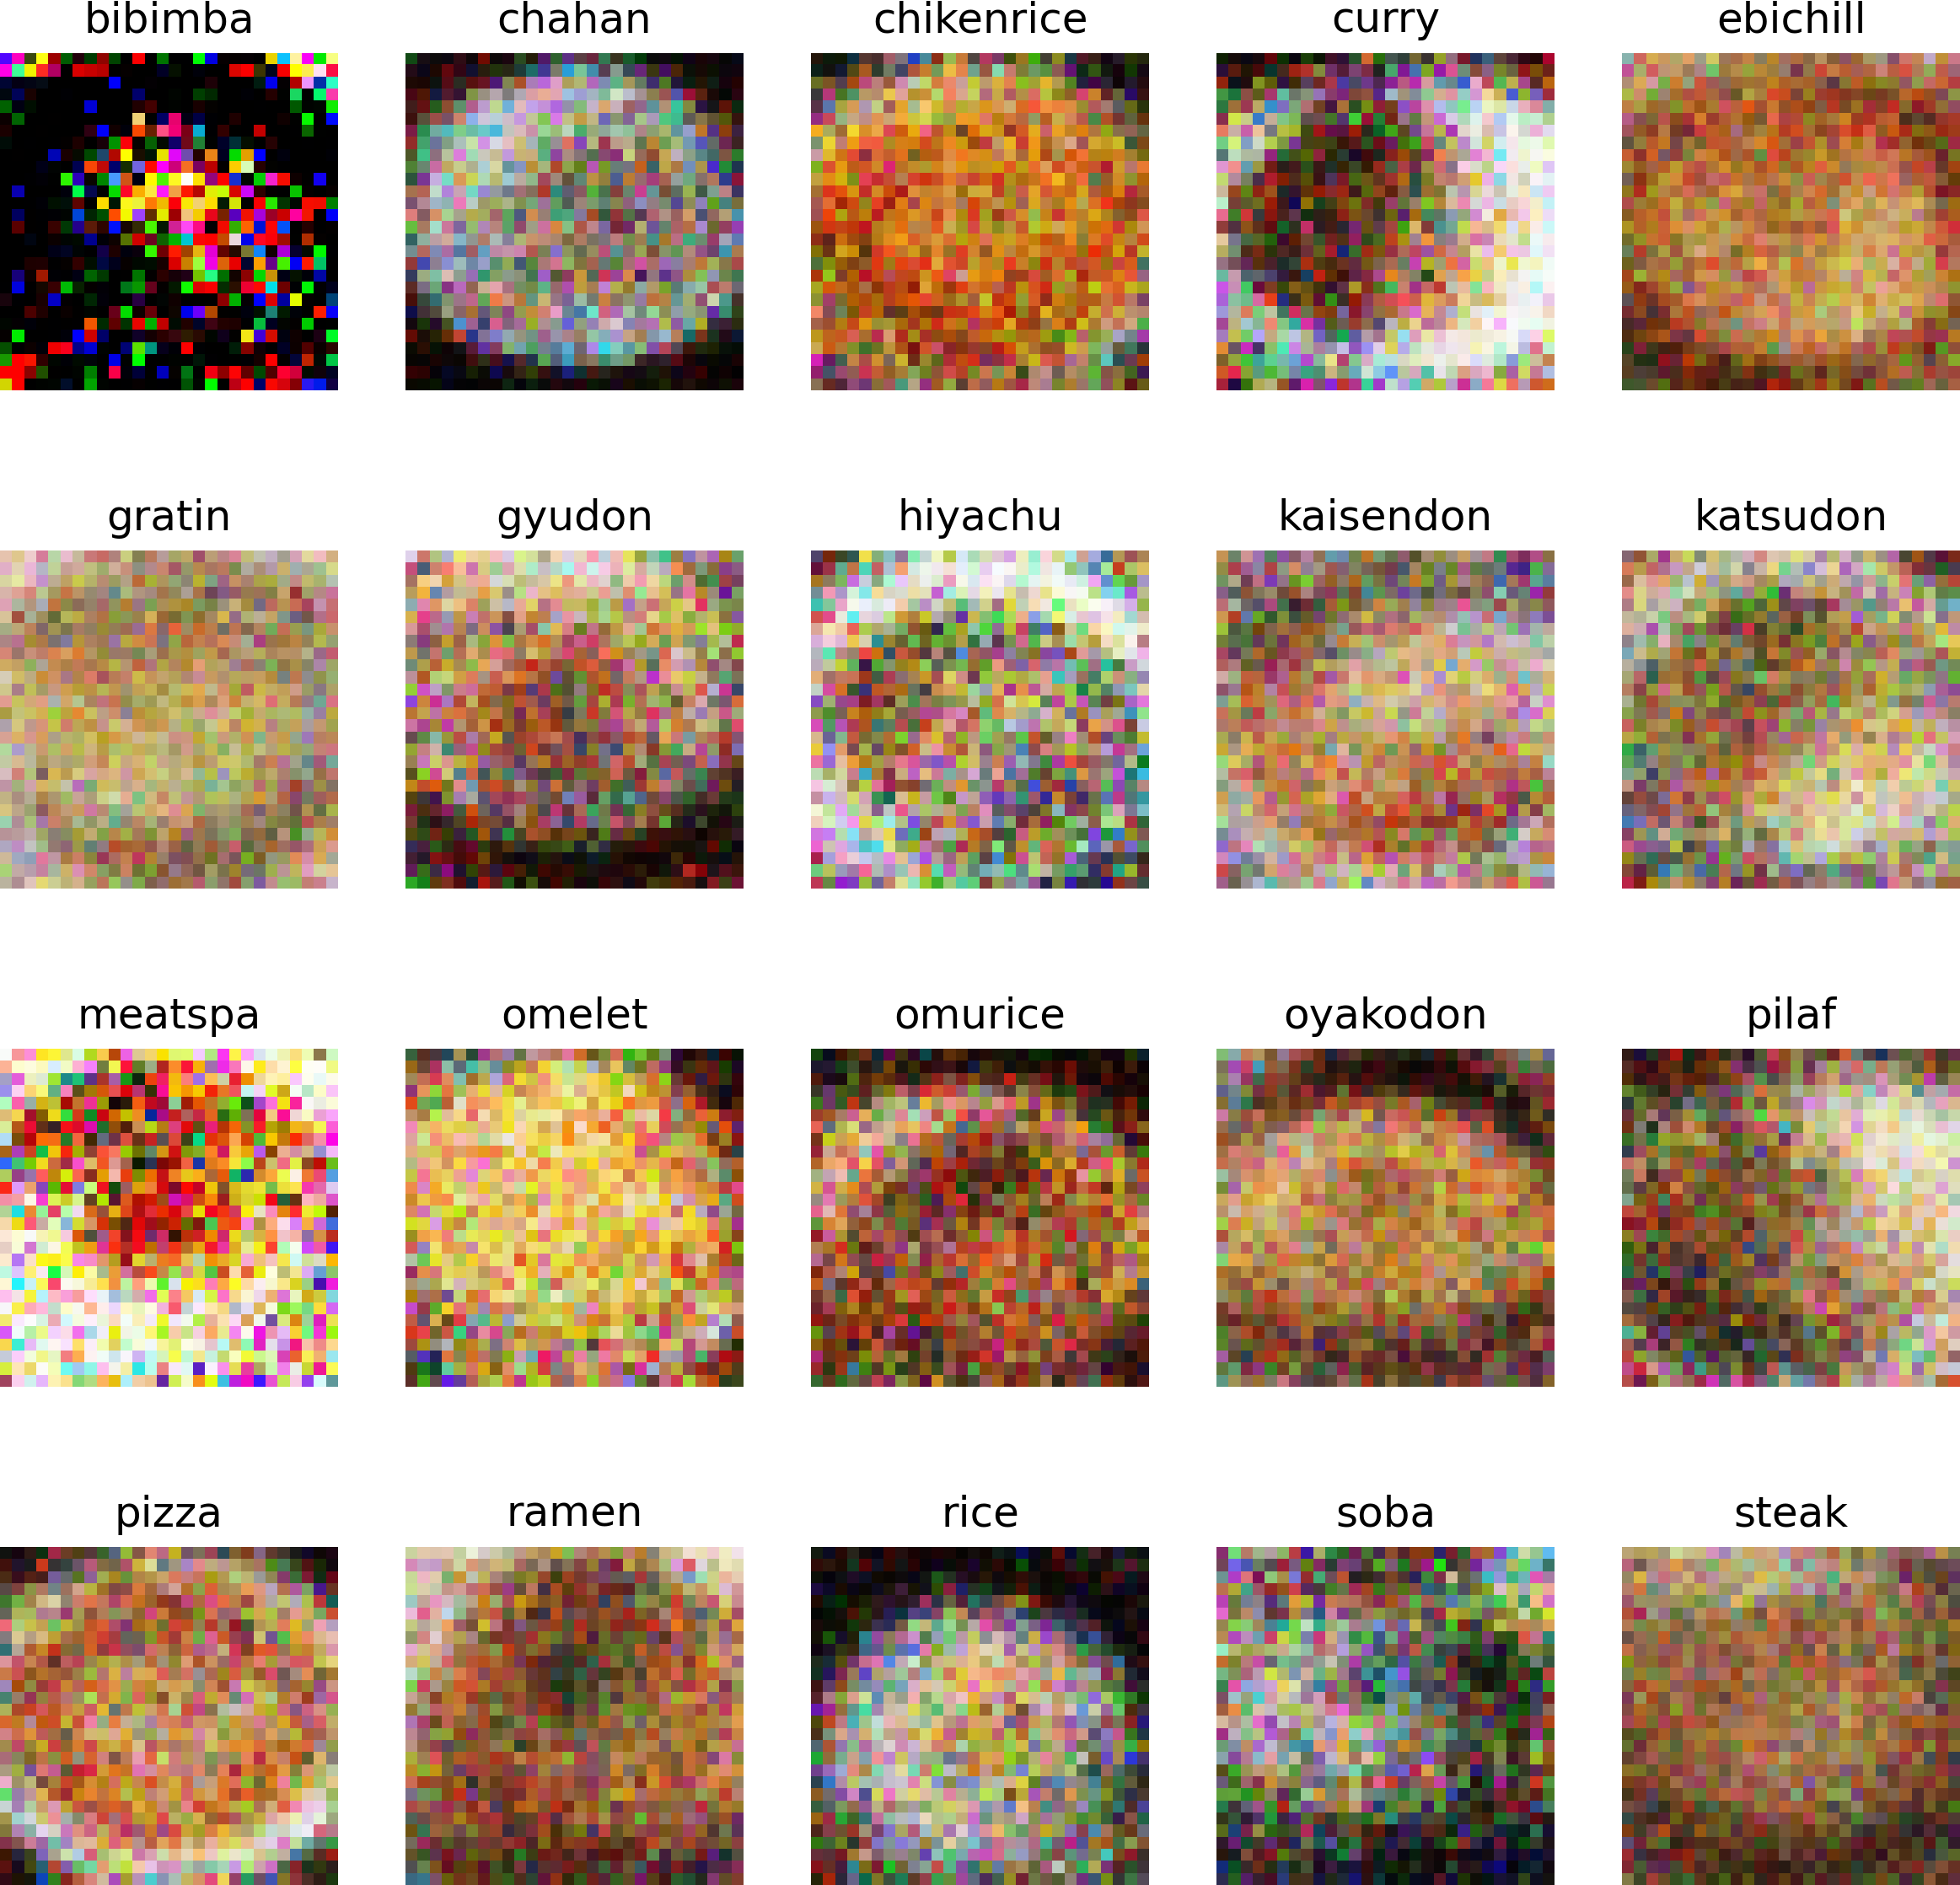 bibimba chahan chikenrice curry ebichill
gratin gyudon hiyachu kaisendon katsudon
meatspa omelet omurice oyakodon pilaf
pizza ramen rice soba steak